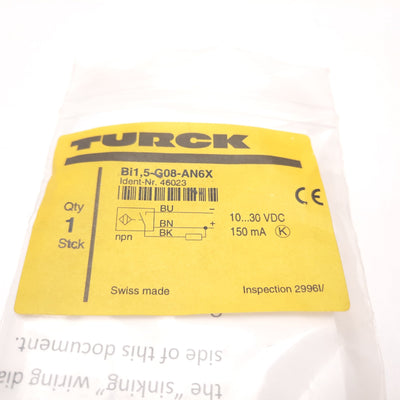 TURCK
Bi1,5-G08-AN6X
Ident-Nr. 46023
CE
Qty
1
Stck
BU −
BN +
BK
npn
10...30 VDC
150 mA K
Swiss made
Inspection 2996I/
the "sinking" wiring dia
side of this document.